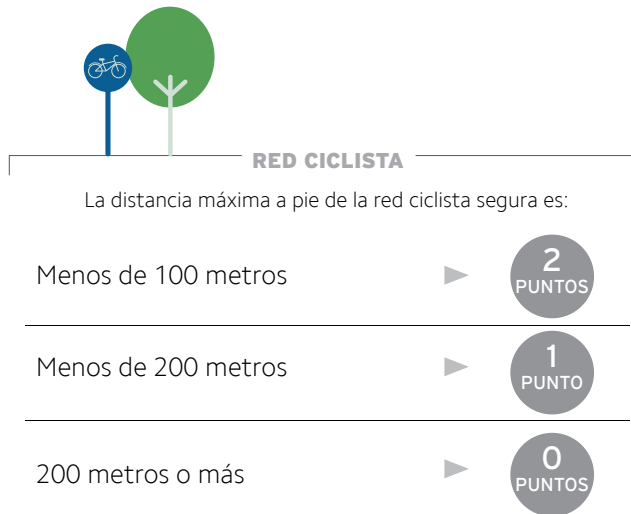 RED CICLISTA
La distancia máxima a pie de la red ciclista segura es:
Menos de 100 metros
2
PUNTOS
Menos de 200 metros
1
PUNTO
200 metros o más
0
PUNTOS